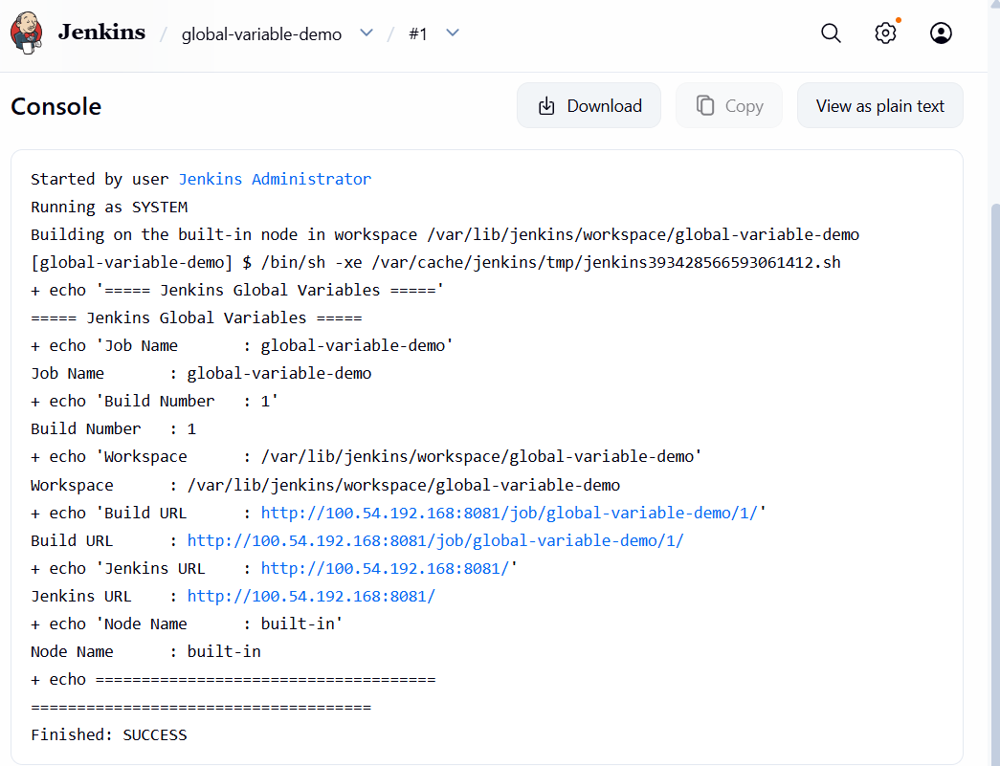 Jenkins / global-variable-demo / #1
Console
Download
Copy
View as plain text
Started by user Jenkins Administrator
Running as SYSTEM
Building on the built-in node in workspace /var/lib/jenkins/workspace/global-variable-demo
[global-variable-demo] $ /bin/sh -xe /var/cache/jenkins/tmp/jenkins393428566593061412.sh
+ echo '===== Jenkins Global Variables ====='
===== Jenkins Global Variables =====
+ echo 'Job Name       : global-variable-demo'
Job Name       : global-variable-demo
+ echo 'Build Number   : 1'
Build Number   : 1
+ echo 'Workspace      : /var/lib/jenkins/workspace/global-variable-demo'
Workspace      : /var/lib/jenkins/workspace/global-variable-demo
+ echo 'Build URL      : http://100.54.192.168:8081/job/global-variable-demo/1/'
Build URL      : http://100.54.192.168:8081/job/global-variable-demo/1/
+ echo 'Jenkins URL    : http://100.54.192.168:8081/'
Jenkins URL    : http://100.54.192.168:8081/
+ echo 'Node Name      : built-in'
Node Name      : built-in
+ echo =====================================
=====================================
Finished: SUCCESS